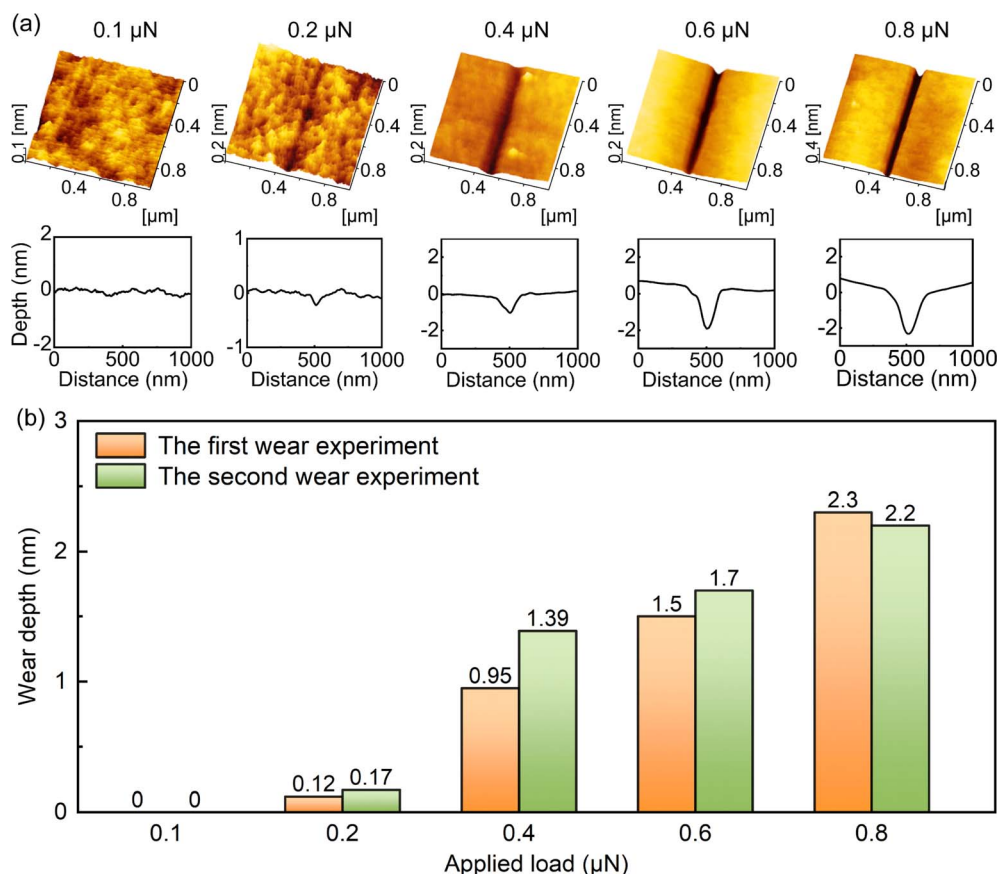 (a)
0.1 μN
0.2 μN
0.4 μN
0.6 μN
0.8 μN
0.1 [nm]
0
0.4
0.8
0.4
0.8
[μm]
0.2 [nm]
0
0.4
0.8
0.4
0.8
[μm]
0.2 [nm]
0
0.4
0.8
0.4
0.8
[μm]
0.2 [nm]
0
0.4
0.8
0.4
0.8
[μm]
0.4 [nm]
0
0.4
0.8
0.4
0.8
[μm]
Depth (nm)
2
0
-2
0
500
1000
Distance (nm)
1
0
-1
0
500
1000
Distance (nm)
2
0
-2
0
500
1000
Distance (nm)
2
0
-2
0
500
1000
Distance (nm)
2
0
-2
0
500
1000
Distance (nm)
(b)
The first wear experiment
The second wear experiment
Wear depth (nm)
3
2
1
0
0
0
0.12
0.17
0.95
1.39
1.5
1.7
2.3
2.2
0.1
0.2
0.4
0.6
0.8
Applied load (μN)